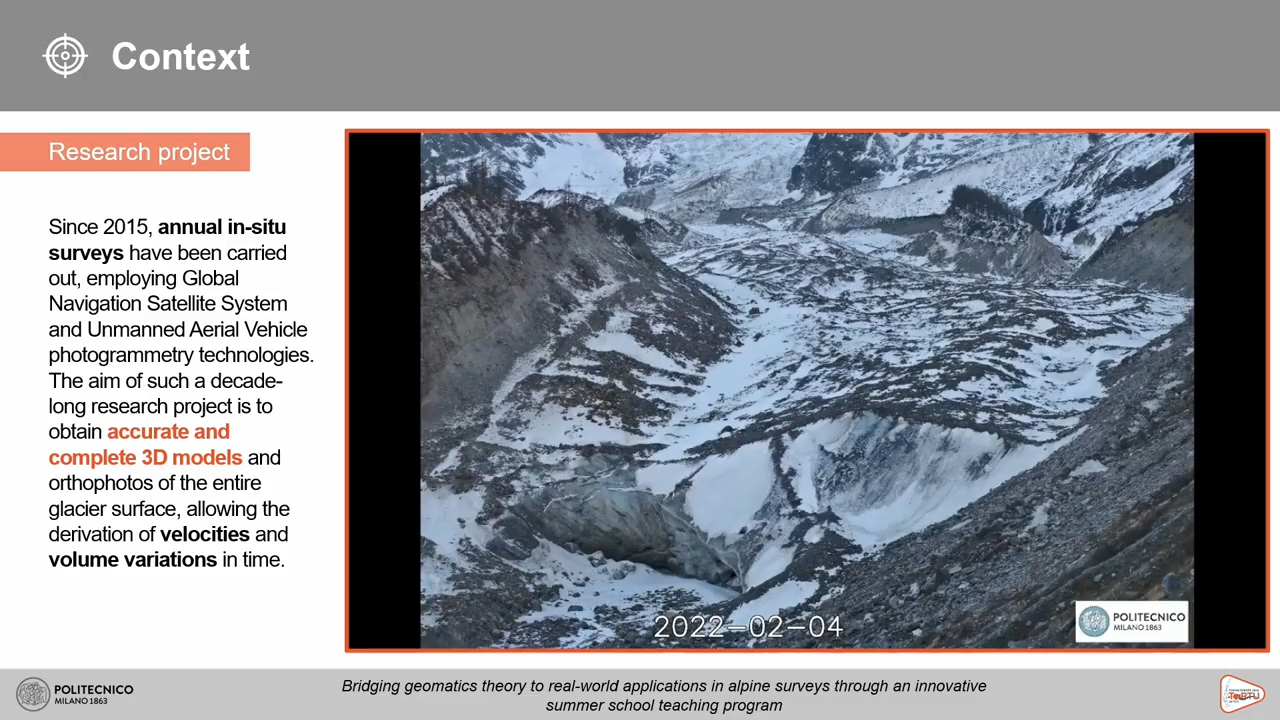 Context
Research project
Since 2015, annual in-situ
surveys have been carried
out, employing Global
Navigation Satellite System
and Unmanned Aerial Vehicle
photogrammetry technologies.
The aim of such a decade-
long research project is to
obtain accurate and
complete 3D models and
orthophotos of the entire
glacier surface, allowing the
derivation of velocities and
volume variations in time.
2022-02-04
POLITECNICO
MILANO 1863
POLITECNICO
MILANO 1863
Bridging geomatics theory to real-world applications in alpine surveys through an innovative
summer school teaching program